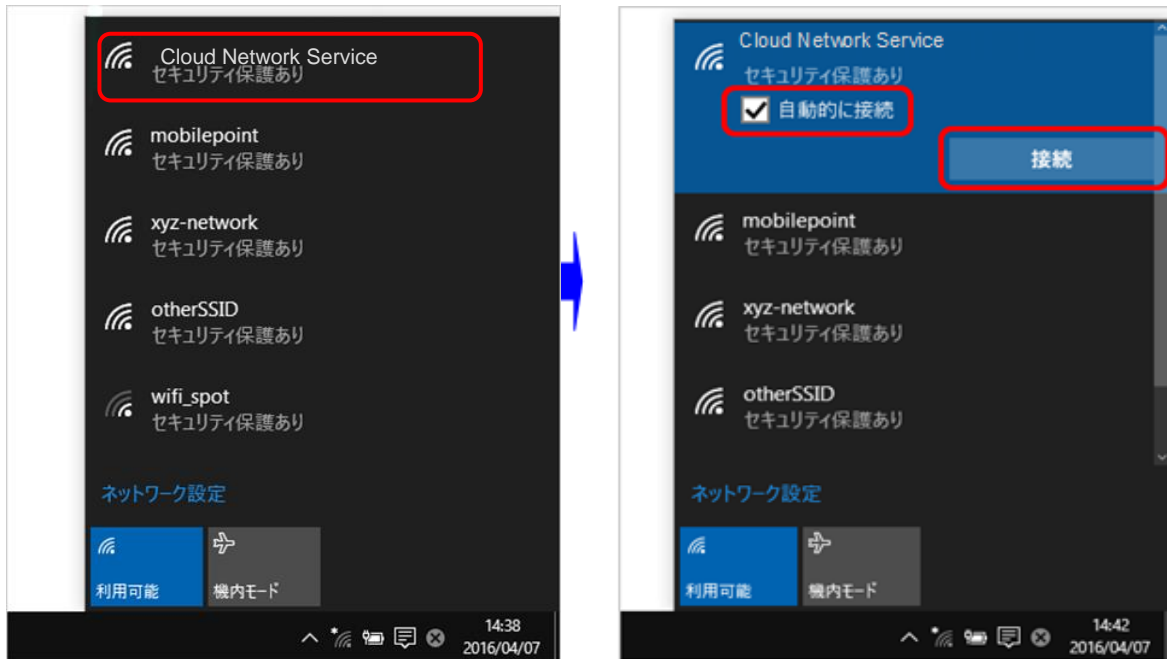 Cloud Network Service
セキュリティ保護あり
mobilepoint
セキュリティ保護あり
xyz-network
セキュリティ保護あり
otherSSID
セキュリティ保護あり
wifi_spot
セキュリティ保護あり
ネットワーク設定
利用可能
機内モード
14:38
2016/04/07
Cloud Network Service
セキュリティ保護あり
自動的に接続
接続
mobilepoint
セキュリティ保護あり
xyz-network
セキュリティ保護あり
otherSSID
セキュリティ保護あり
ネットワーク設定
利用可能
機内モード
14:42
2016/04/07